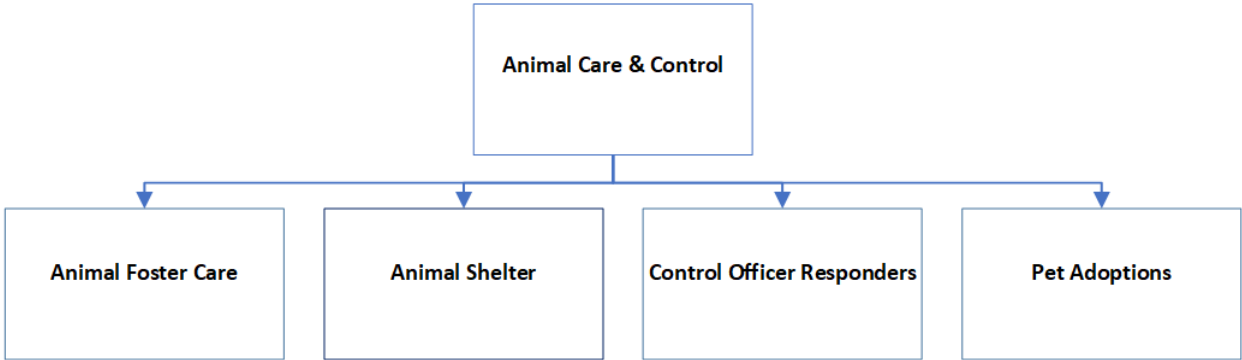 Animal Care & Control
Animal Foster Care
Animal Shelter
Control Officer Responders
Pet Adoptions